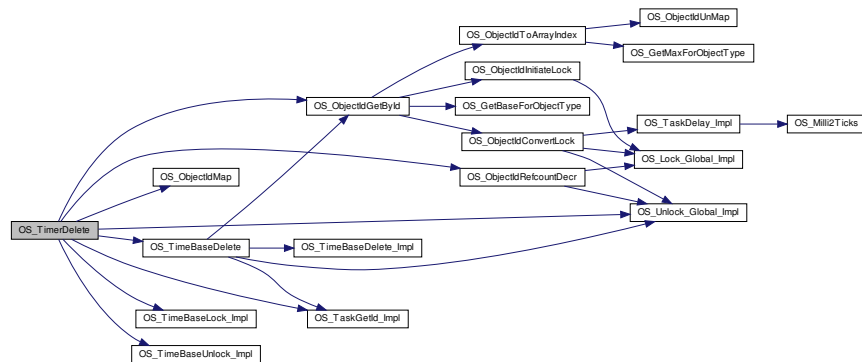 OS_ObjectIdUnMap
OS_ObjectIdToArrayIndex
OS_GetMaxForObjectType
OS_ObjectIdInitiateLock
OS_ObjectIdGetById
OS_GetBaseForObjectType
OS_TaskDelay_Impl
OS_Milli2Ticks
OS_ObjectIdConvertLock
OS_Lock_Global_Impl
OS_ObjectIdMap
OS_ObjectIdRefcountDecr
OS_Unlock_Global_Impl
OS_TimerDelete
OS_TimeBaseDelete
OS_TimeBaseDelete_Impl
OS_TimeBaseLock_Impl
OS_TaskGetId_Impl
OS_TimeBaseUnlock_Impl